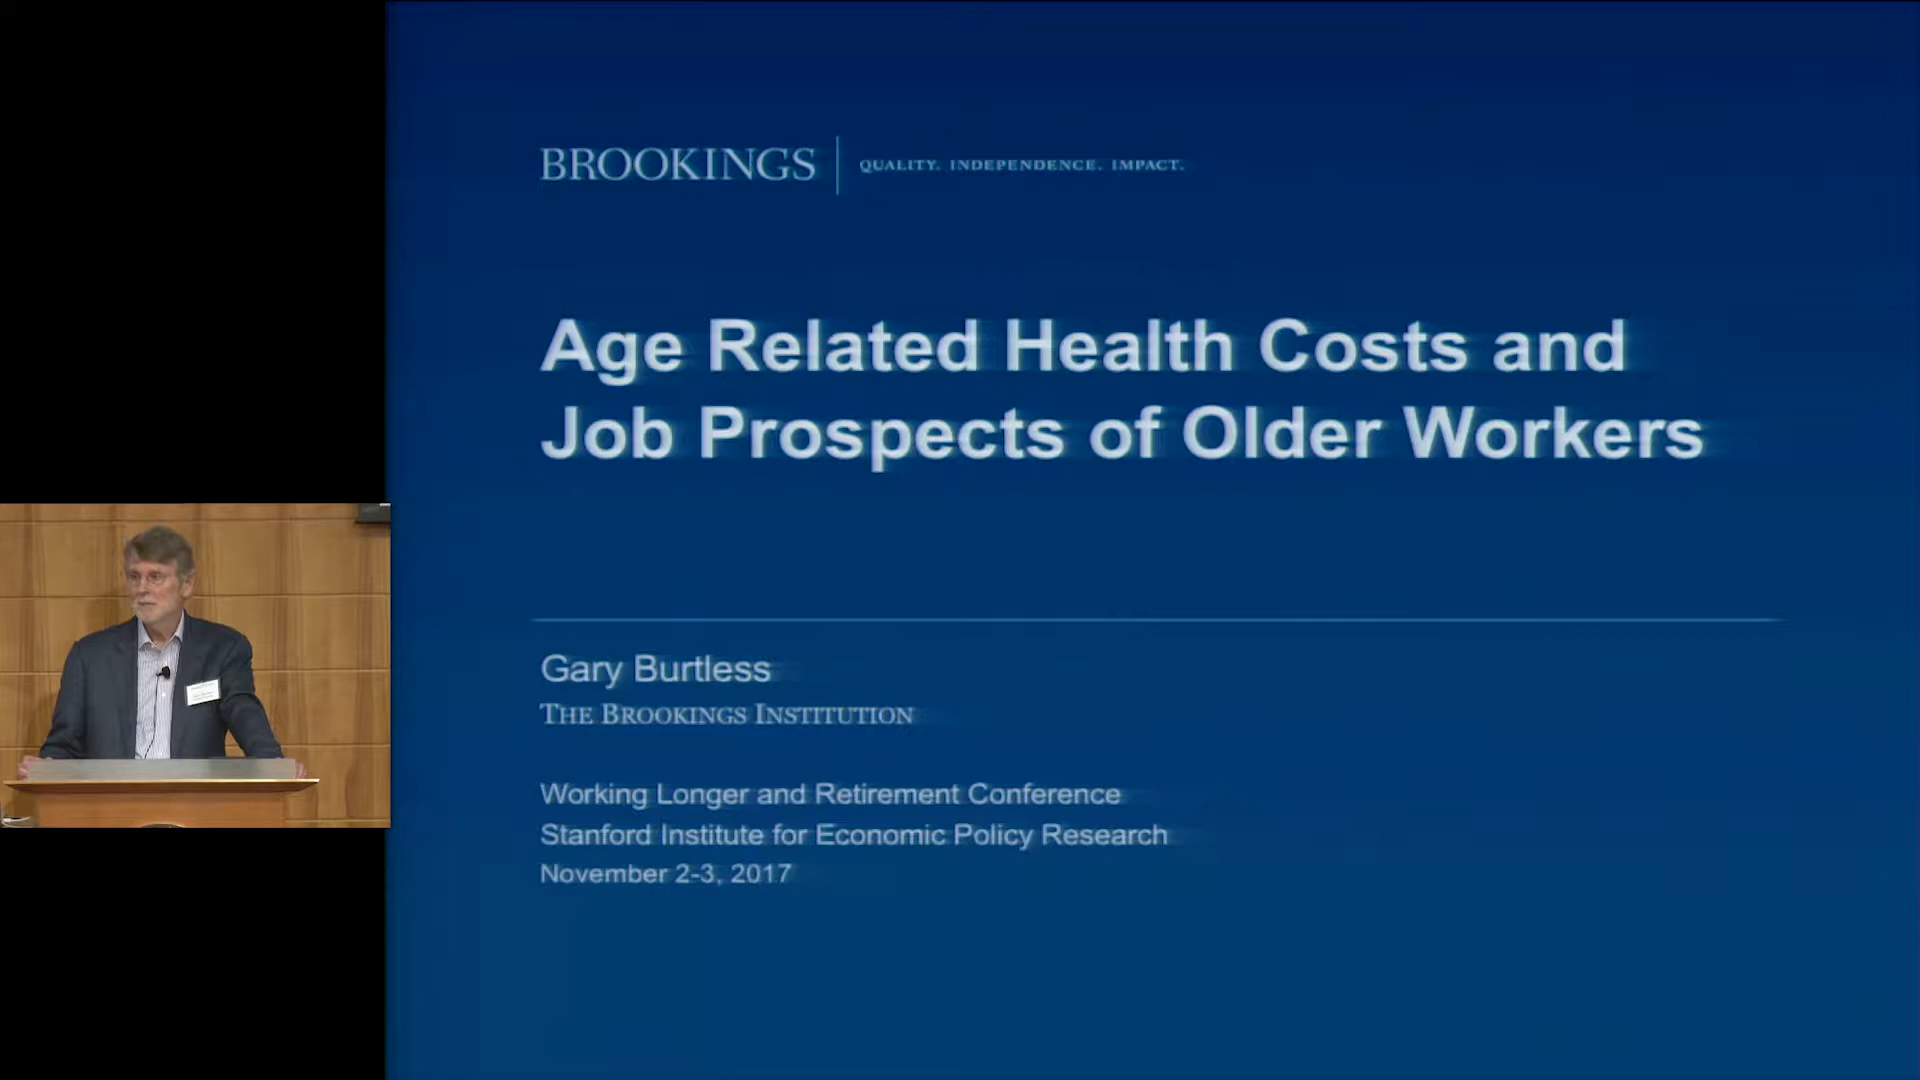 BROOKINGS
QUALITY. INDEPENDENCE. IMPACT.
Age Related Health Costs and
Job Prospects of Older Workers
Gary Burtless
THE BROOKINGS INSTITUTION
Working Longer and Retirement Conference
Stanford Institute for Economic Policy Research
November 2-3, 2017